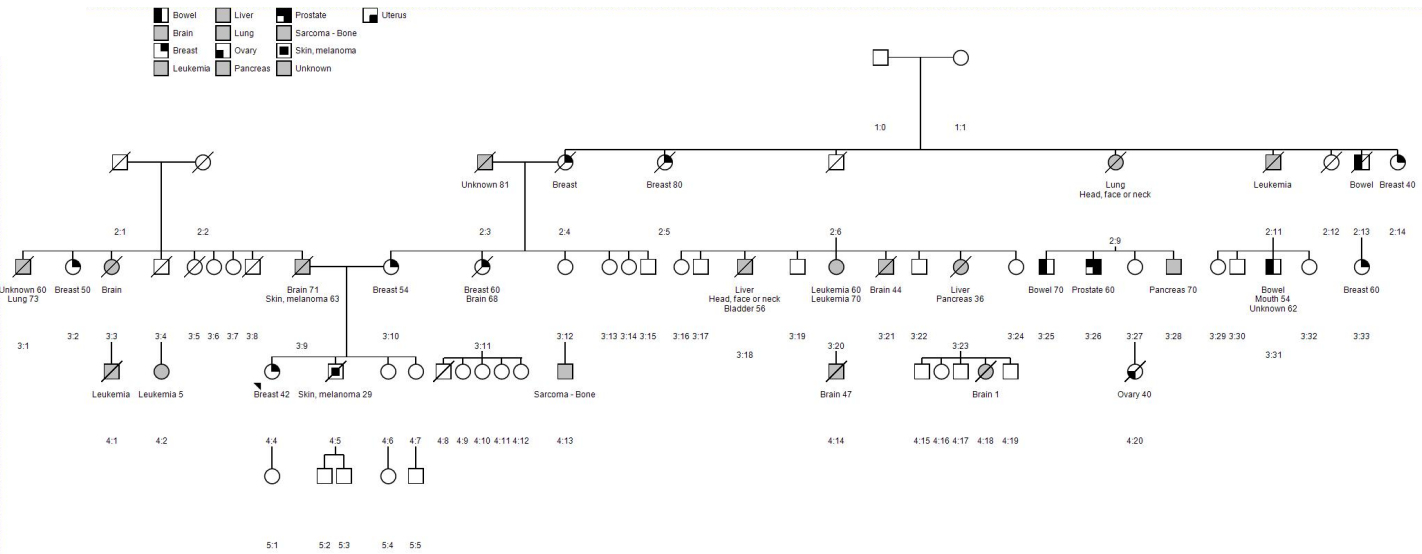 Bowel Liver Prostate Uterus
Brain Lung Sarcoma - Bone
Breast Ovary Skin, melanoma
Leukemia Pancreas Unknown
1:0 1:1
Unknown 81 Breast Breast 80 Lung Leukemia Bowel Breast 40
Head, face or neck
2:1 2:2 2:3 2:4 2:5 2:6 2:9 2:11 2:12 2:13 2:14
Unknown 60 Breast 50 Brain Brain 71 Breast 54 Breast 60 Liver Leukemia 60 Brain 44 Liver Bowel 70 Prostate 60 Pancreas 70 Bowel Breast 60
Lung 73 Skin, melanoma 63 Brain 68 Head, face or neck Leukemia 70 Pancreas 36 Mouth 54
Bladder 56 Unknown 62
3:1 3:2 3:3 3:4 3:5 3:6 3:7 3:8 3:9 3:10 3:11 3:12 3:13 3:14 3:15 3:16 3:17 3:18 3:19 3:20 3:21 3:22 3:23 3:24 3:25 3:26 3:27 3:28 3:29 3:30 3:31 3:32 3:33
Leukemia Leukemia 5 Breast 42 Skin, melanoma 29 Sarcoma - Bone Brain 47 Brain 1 Ovary 40
4:1 4:2 4:4 4:5 4:6 4:7 4:8 4:9 4:10 4:11 4:12 4:13 4:14 4:15 4:16 4:17 4:18 4:19 4:20
5:1 5:2 5:3 5:4 5:5